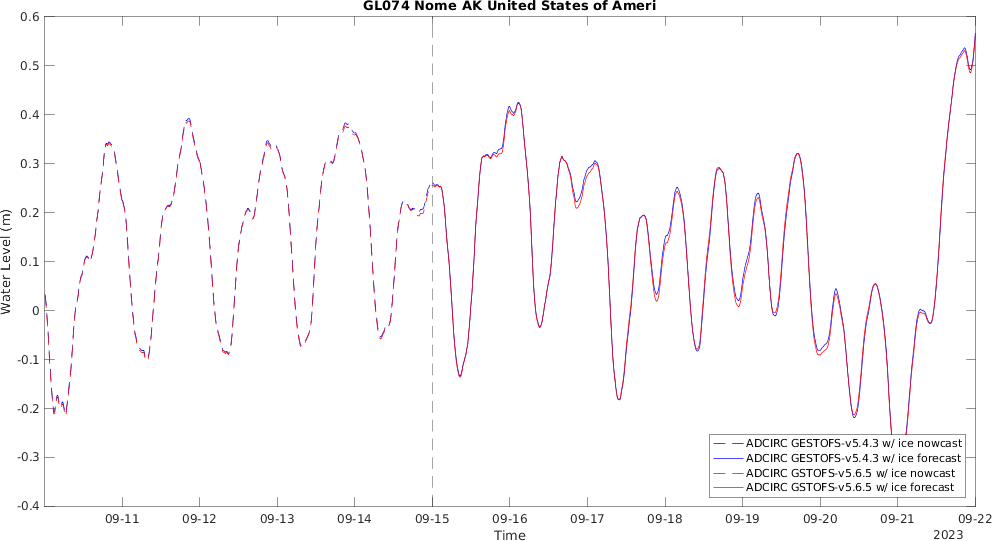 GL074 Nome AK United States of Ameri
0.6
0.5
0.4
0.3
0.2
0.1
0
-0.1
-0.2
-0.3
-0.4
Water Level (m)
ADCIRC GESTOFS-v5.4.3 w/ ice nowcast
ADCIRC GESTOFS-v5.4.3 w/ ice forecast
ADCIRC GSTOFS-v5.6.5 w/ ice nowcast
ADCIRC GSTOFS-v5.6.5 w/ ice forecast
09-11 09-12 09-13 09-14 09-15 09-16 09-17 09-18 09-19 09-20 09-21 09-22
Time
2023